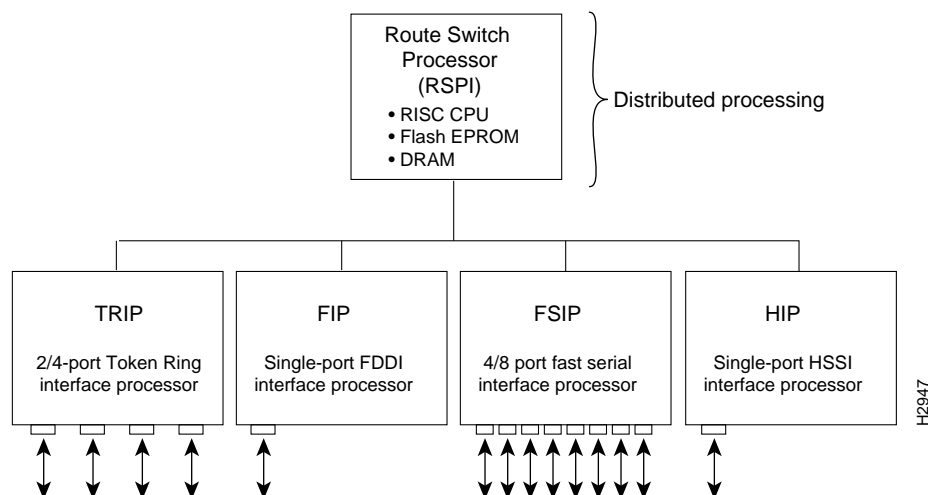 Route Switch
Processor
(RSPI)
• RISC CPU
• Flash EPROM
• DRAM
Distributed processing
TRIP
2/4-port Token Ring
interface processor
FIP
Single-port FDDI
interface processor
FSIP
4/8 port fast serial
interface processor
HIP
Single-port HSSI
interface processor
H2947